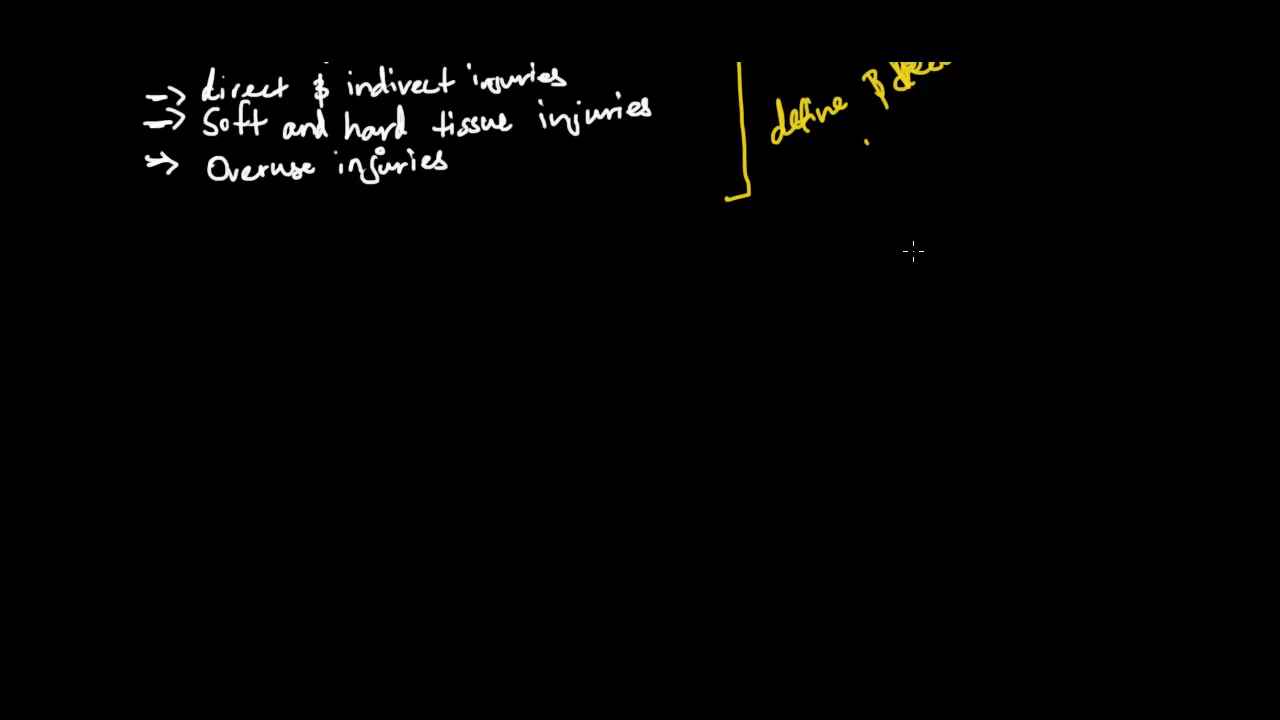 → direct & indirect injuries
→ Soft and hard tissue injuries
→ Overuse injuries
define &